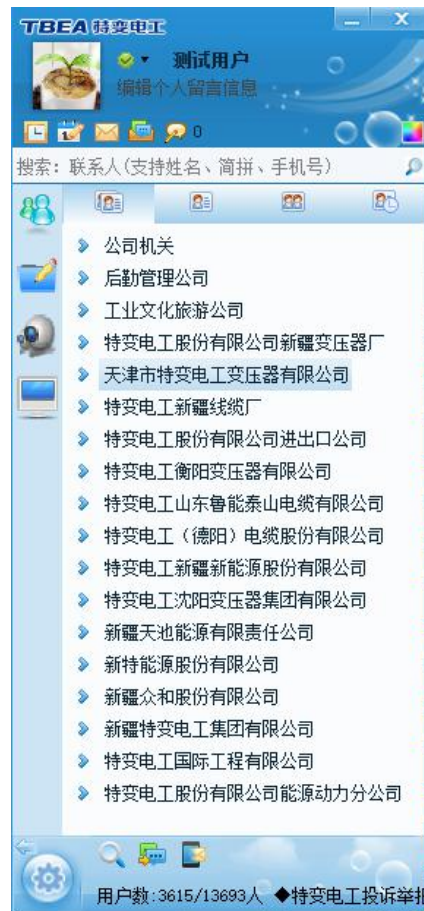 TBEA 特变电工
测试用户
编辑个人留言信息
0
搜索: 联系人(支持姓名、简拼、手机号)
公司机关
后勤管理公司
工业文化旅游公司
特变电工股份有限公司新疆变压器厂
天津市特变电工变压器有限公司
特变电工新疆线缆厂
特变电工股份有限公司进出口公司
特变电工衡阳变压器有限公司
特变电工山东鲁能泰山电缆有限公司
特变电工（德阳）电缆股份有限公司
特变电工新疆新能源股份有限公司
特变电工沈阳变压器集团有限公司
新疆天池能源有限责任公司
新特能源股份有限公司
新疆众和股份有限公司
新疆特变电工集团有限公司
特变电工国际工程有限公司
特变电工股份有限公司能源动力分公司
用户数:3615/13693人 ◆特变电工投诉举报